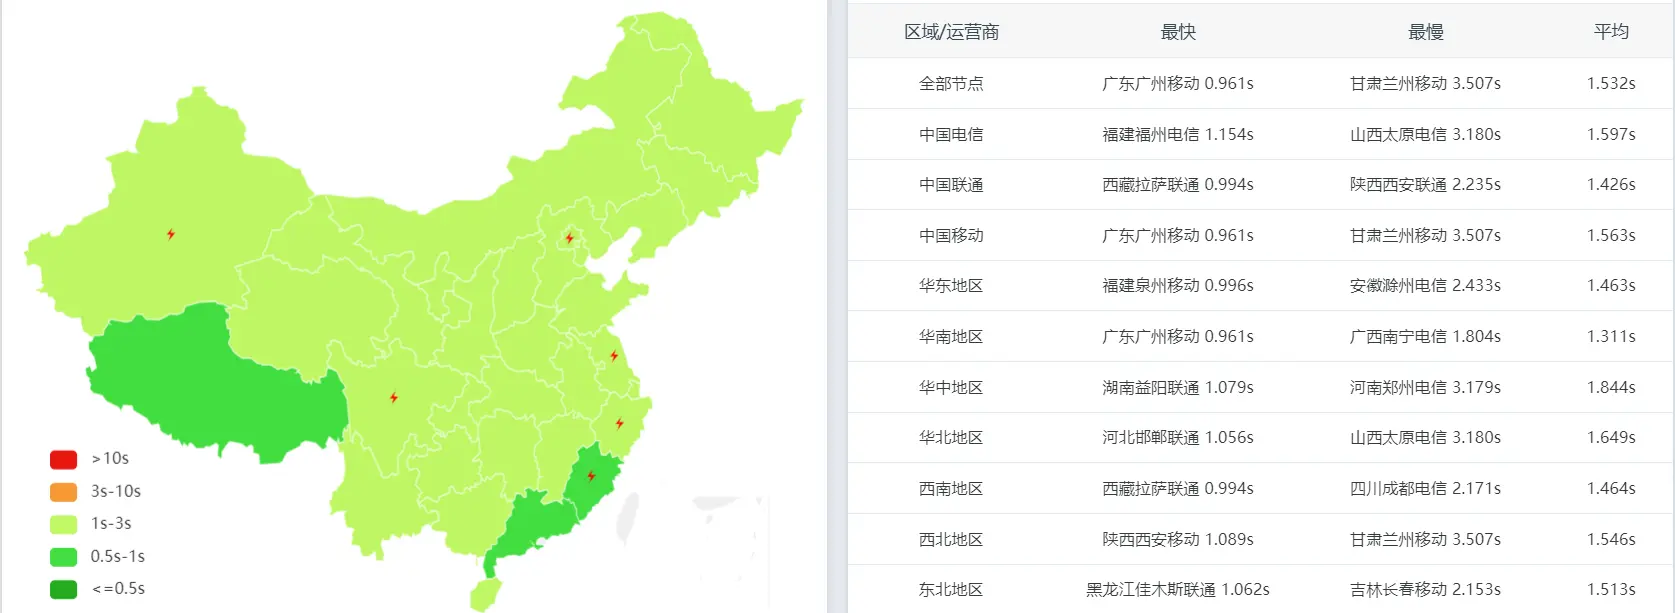 >10s
3s-10s
1s-3s
0.5s-1s
<=0.5s
区域/运营商 最快 最慢 平均
全部节点 广东广州移动 0.961s 甘肃兰州移动 3.507s 1.532s
中国电信 福建福州电信 1.154s 山西太原电信 3.180s 1.597s
中国联通 西藏拉萨联通 0.994s 陕西西安联通 2.235s 1.426s
中国移动 广东广州移动 0.961s 甘肃兰州移动 3.507s 1.563s
华东地区 福建泉州移动 0.996s 安徽滁州电信 2.433s 1.463s
华南地区 广东广州移动 0.961s 广西南宁电信 1.804s 1.311s
华中地区 湖南益阳联通 1.079s 河南郑州电信 3.179s 1.844s
华北地区 河北邯郸联通 1.056s 山西太原电信 3.180s 1.649s
西南地区 西藏拉萨联通 0.994s 四川成都电信 2.171s 1.464s
西北地区 陕西西安移动 1.089s 甘肃兰州移动 3.507s 1.546s
东北地区 黑龙江佳木斯联通 1.062s 吉林长春移动 2.153s 1.513s